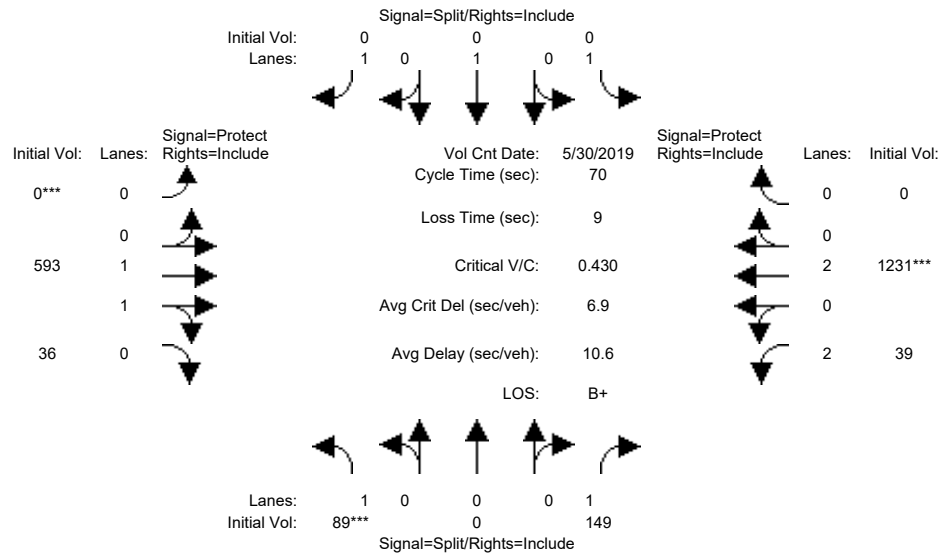 Signal=Split/Rights=Include
Initial Vol: 0 0 0
Lanes: 1 0 1 0 1
Signal=Protect
Initial Vol: Lanes: Rights=Include
Vol Cnt Date: 5/30/2019
Signal=Protect
Rights=Include Lanes: Initial Vol:
Cycle Time (sec): 70
0*** 0 0 0
Loss Time (sec): 9
0 0
593 1 Critical V/C: 0.430 2 1231***
1 Avg Crit Del (sec/veh): 6.9 0
36 0 Avg Delay (sec/veh): 10.6 2 39
LOS: B+
Lanes: 1 0 0 0 1
Initial Vol: 89*** 0 149
Signal=Split/Rights=Include